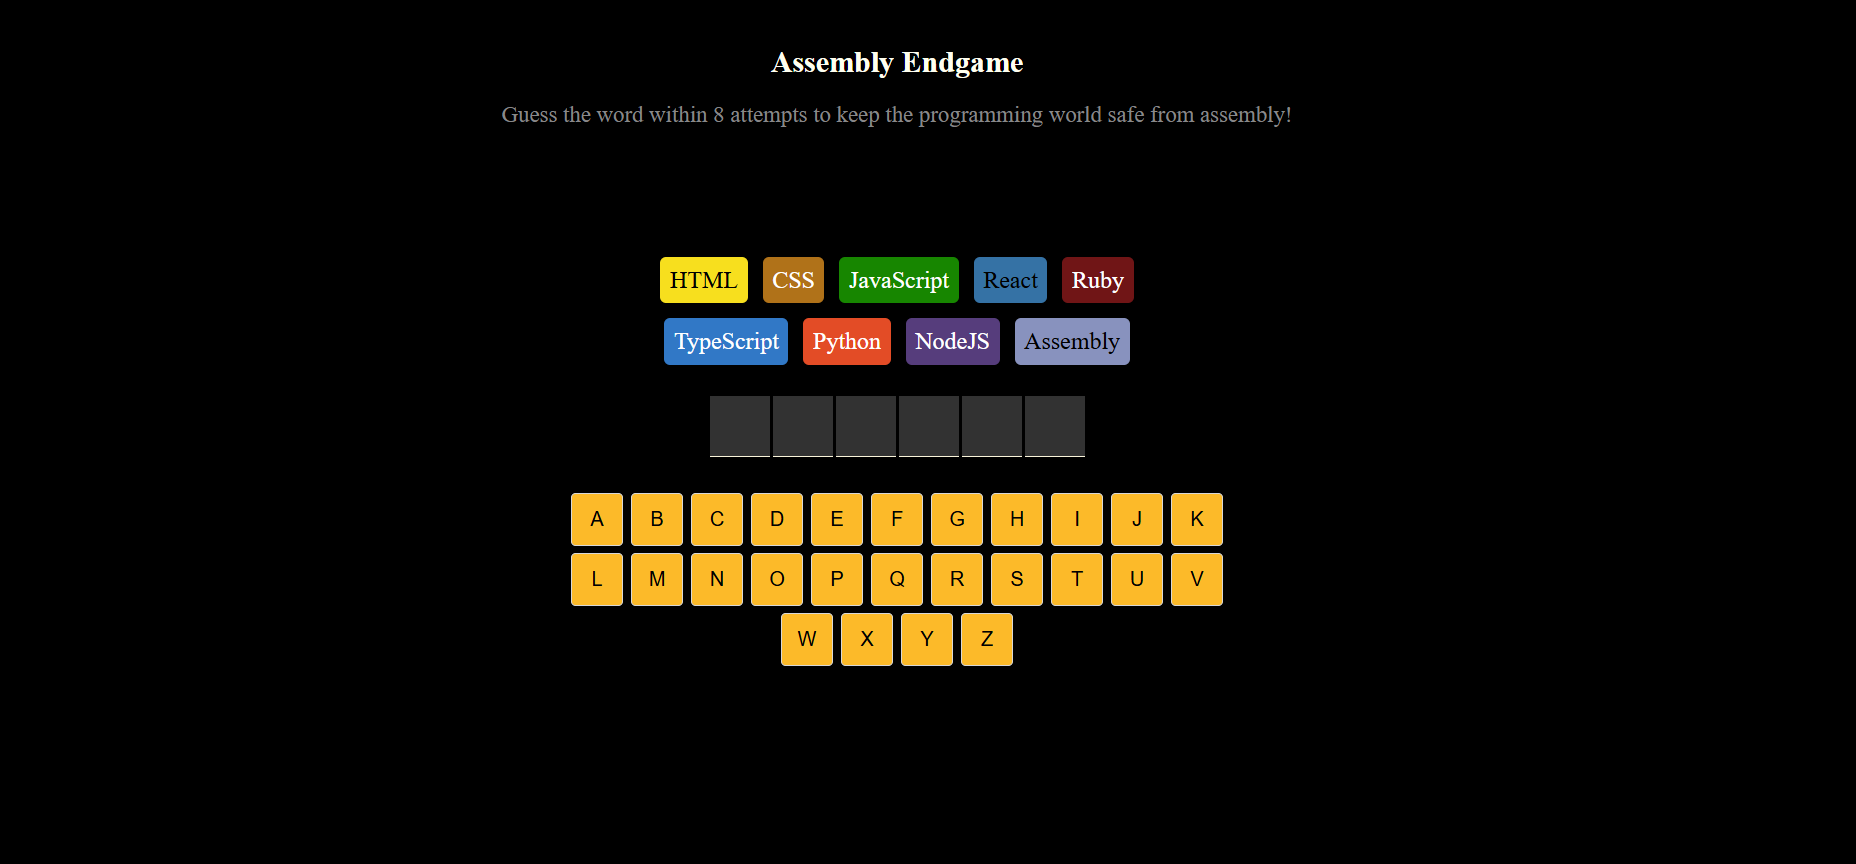 Assembly Endgame
Guess the word within 8 attempts to keep the programming world safe from assembly!
HTML CSS JavaScript React Ruby
TypeScript Python NodeJS Assembly
A B C D E F G H I J K
L M N O P Q R S T U V
W X Y Z